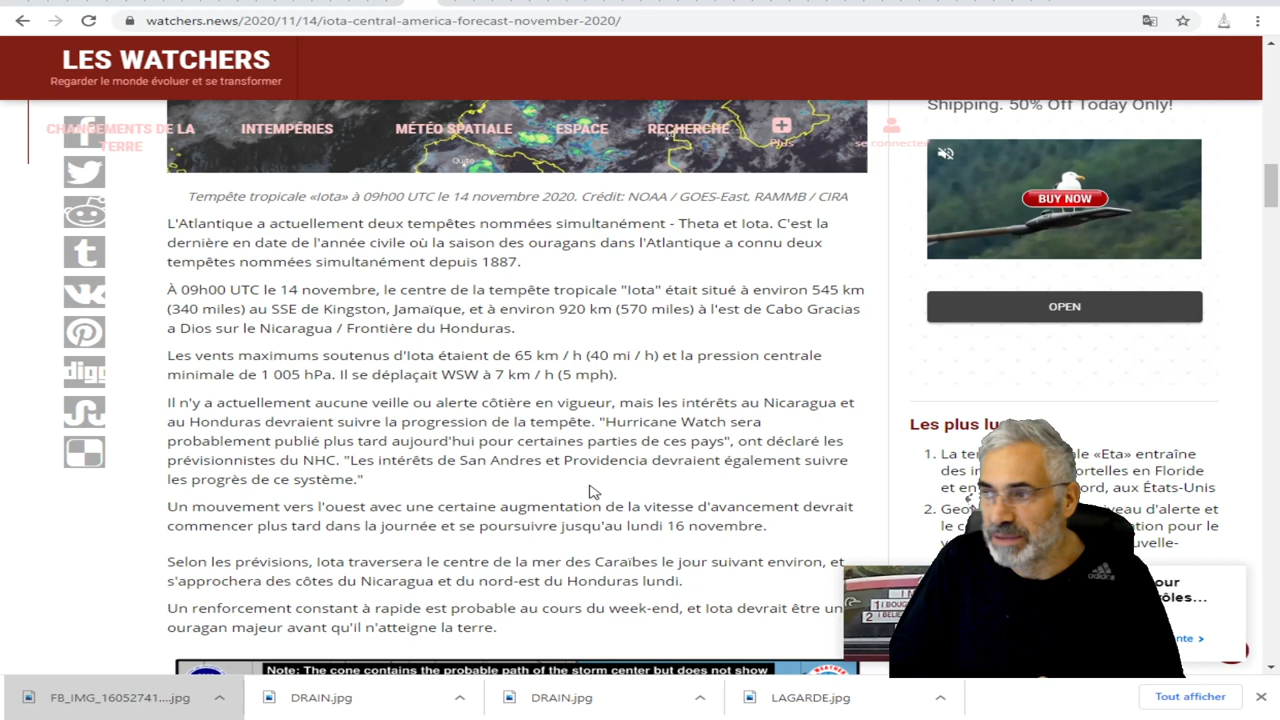 watchers.news/2020/11/14/iota-central-america-forecast-november-2020/
LES WATCHERS
Regarder le monde évoluer et se transformer
CHANGEMENTS DE LA
TERRE
INTEMPÉRIES
MÉTÉO SPATIALE
ESPACE
RECHERCHE
Plus
se connecter
Quito
Shipping. 50% Off Today Only!
BUY NOW
OPEN
Tempête tropicale «Iota» à 09h00 UTC le 14 novembre 2020. Crédit: NOAA / GOES-East, RAMMB / CIRA
L'Atlantique a actuellement deux tempêtes nommées simultanément - Theta et Iota. C'est la
dernière en date de l'année civile où la saison des ouragans dans l'Atlantique a connu deux
tempêtes nommées simultanément depuis 1887.
À 09h00 UTC le 14 novembre, le centre de la tempête tropicale "Iota" était situé à environ 545 km
(340 miles) au SSE de Kingston, Jamaïque, et à environ 920 km (570 miles) à l'est de Cabo Gracias
a Dios sur le Nicaragua / Frontière du Honduras.
Les vents maximums soutenus d'Iota étaient de 65 km / h (40 mi / h) et la pression centrale
minimale de 1 005 hPa. Il se déplaçait WSW à 7 km / h (5 mph).
Il n'y a actuellement aucune veille ou alerte côtière en vigueur, mais les intérêts au Nicaragua et
au Honduras devraient suivre la progression de la tempête. "Hurricane Watch sera
probablement publié plus tard aujourd'hui pour certaines parties de ces pays", ont déclaré les
prévisionnistes du NHC. "Les intérêts de San Andres et Providencia devraient également suivre
les progrès de ce système."
Un mouvement vers l'ouest avec une certaine augmentation de la vitesse d'avancement devrait
commencer plus tard dans la journée et se poursuivre jusqu'au lundi 16 novembre.
Selon les prévisions, Iota traversera le centre de la mer des Caraïbes le jour suivant environ, et
s'approchera des côtes du Nicaragua et du nord-est du Honduras lundi.
Un renforcement constant à rapide est probable au cours du week-end, et Iota devrait être un
ouragan majeur avant qu'il n'atteigne la terre.
Note: The cone contains the probable path of the storm center but does not show
Les plus lu
1. La te le «Eta» entraîne
des in ortelles en Floride
et en ord, aux États-Unis
2. Geo iveau d'alerte et
le c ation pour le
velle-
our
ôles...
nte >
digg
adidas
FB_IMG_16052741....jpg
DRAIN.jpg
DRAIN.jpg
LAGARDE.jpg
Tout afficher